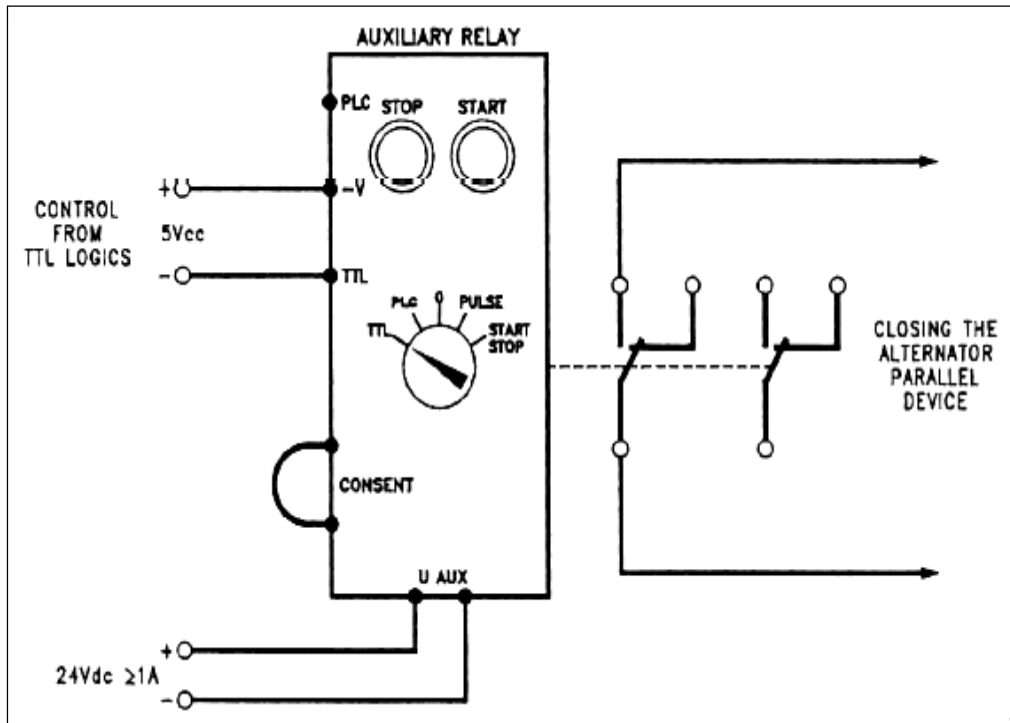 AUXILIARY RELAY
PLC
STOP START
+
-V
CONTROL
FROM
TTL LOGICS
5Vcc
-
TTL
PLC 0 PULSE
TTL START
STOP
CLOSING THE
ALTERNATOR
PARALLEL
DEVICE
CONSENT
U AUX
+
24Vdc ≥1A
-